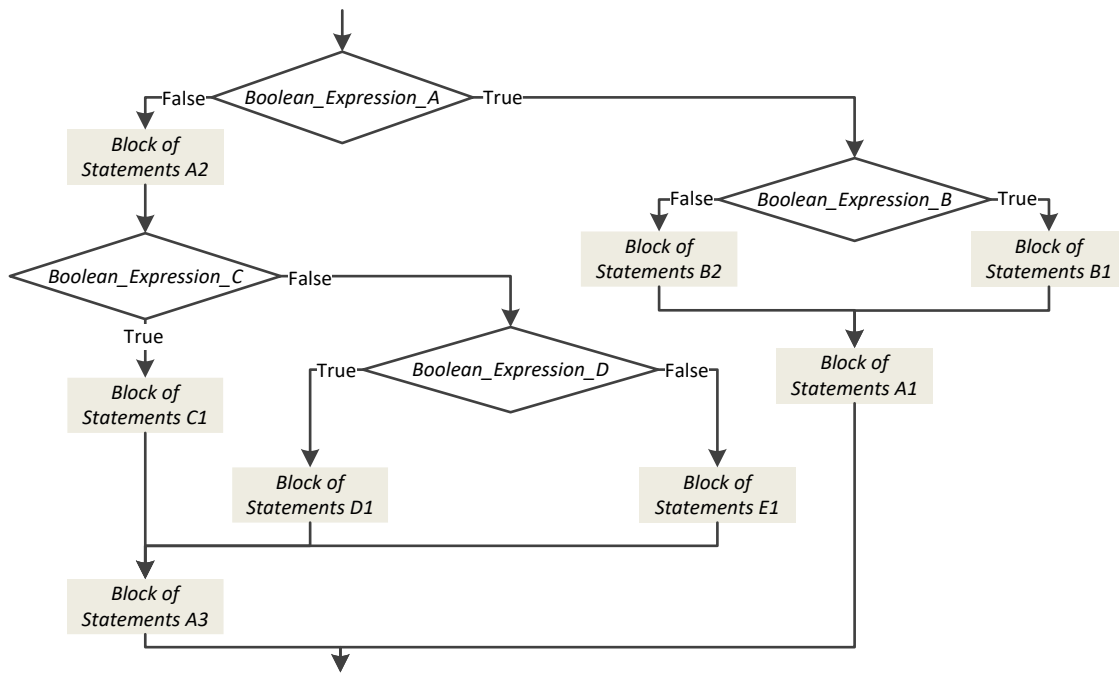 Boolean_Expression_A
False
True
Block of
Statements A2
Boolean_Expression_B
False
True
Block of
Statements B2
Block of
Statements B1
Boolean_Expression_C
False
True
Boolean_Expression_D
True
False
Block of
Statements A1
Block of
Statements C1
Block of
Statements D1
Block of
Statements E1
Block of
Statements A3